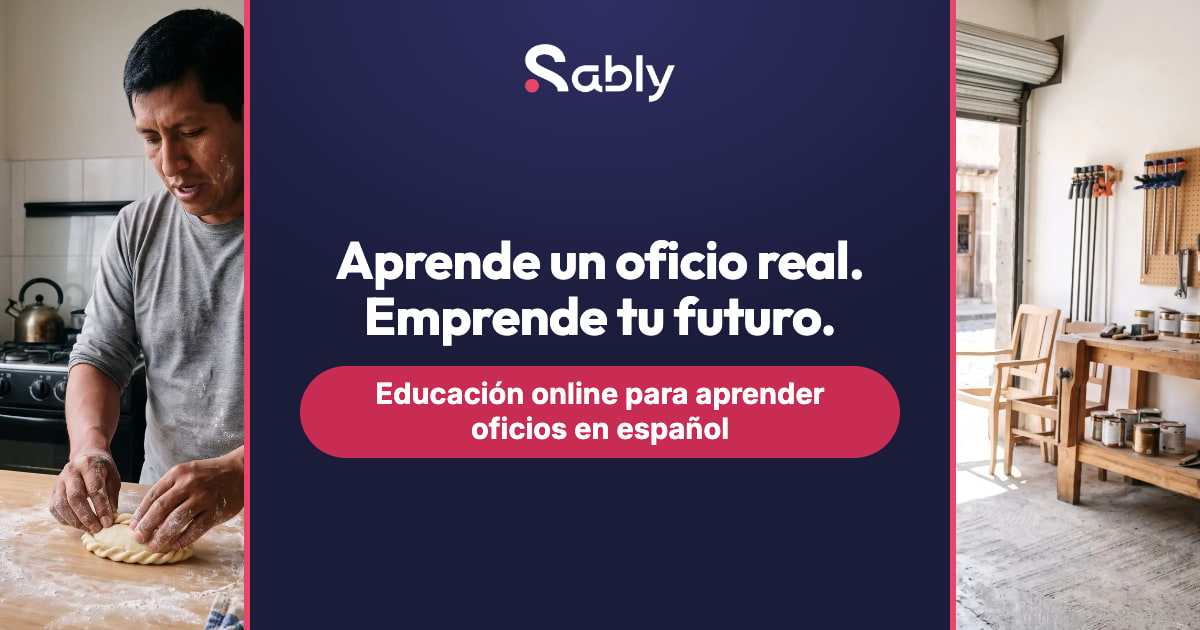 Sably
Aprende un oficio real.
Emprende tu futuro.
Educación online para aprender
oficios en español